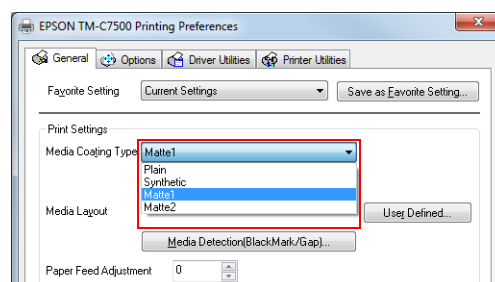 EPSON TM-C7500 Printing Preferences
General Options Driver Utilities Printer Utilities
Favorite Setting Current Settings Save as Favorite Setting...
Print Settings
Media Coating Type Matte1
Plain
Synthetic
Matte1
Matte2
Media Layout User Defined...
Media Detection(BlackMark/Gap)...
Paper Feed Adjustment 0